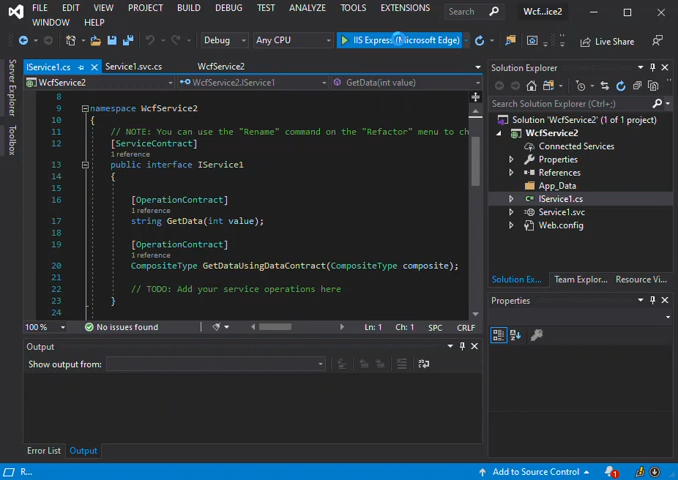 FILE EDIT VIEW PROJECT BUILD DEBUG TEST ANALYZE TOOLS EXTENSIONS Search Wcf...ice2
WINDOW HELP
Debug Any CPU IIS Express (Microsoft Edge) Live Share
Server Explorer
Toolbox
IService1.cs Service1.svc.cs WcfService2
WcfService2 WcfService2.IService1 GetData(int value)
8
9 namespace WcfService2
10 {
11 // NOTE: You can use the "Rename" command on the "Refactor" menu to ch
12 [ServiceContract]
1 reference
13 public interface IService1
14 {
15
16 [OperationContract]
1 reference
17 string GetData(int value);
18
19 [OperationContract]
1 reference
20 CompositeType GetDataUsingDataContract(CompositeType composite);
21
22 // TODO: Add your service operations here
23 }
24
100 % No issues found Ln: 1 Ch: 1 SPC CRLF
Output
Show output from:
Error List Output
Solution Explorer
Search Solution Explorer (Ctrl+;)
Solution 'WcfService2' (1 of 1 project)
WcfService2
Connected Services
Properties
References
App_Data
IService1.cs
Service1.svc
Web.config
Solution Ex... Team Explor... Resource Vi...
Properties
R... Add to Source Control 1